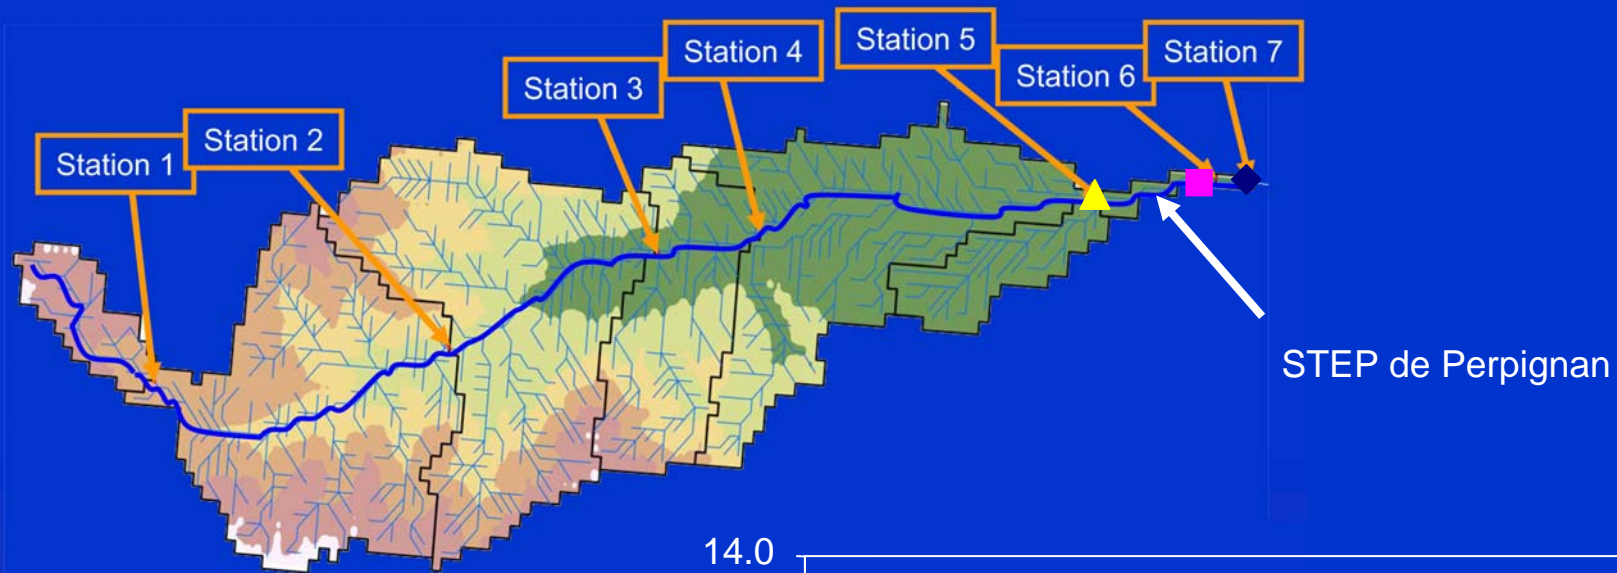 Station 1
Station 2
Station 3
Station 4
Station 5
Station 6
Station 7
STEP de Perpignan
14.0